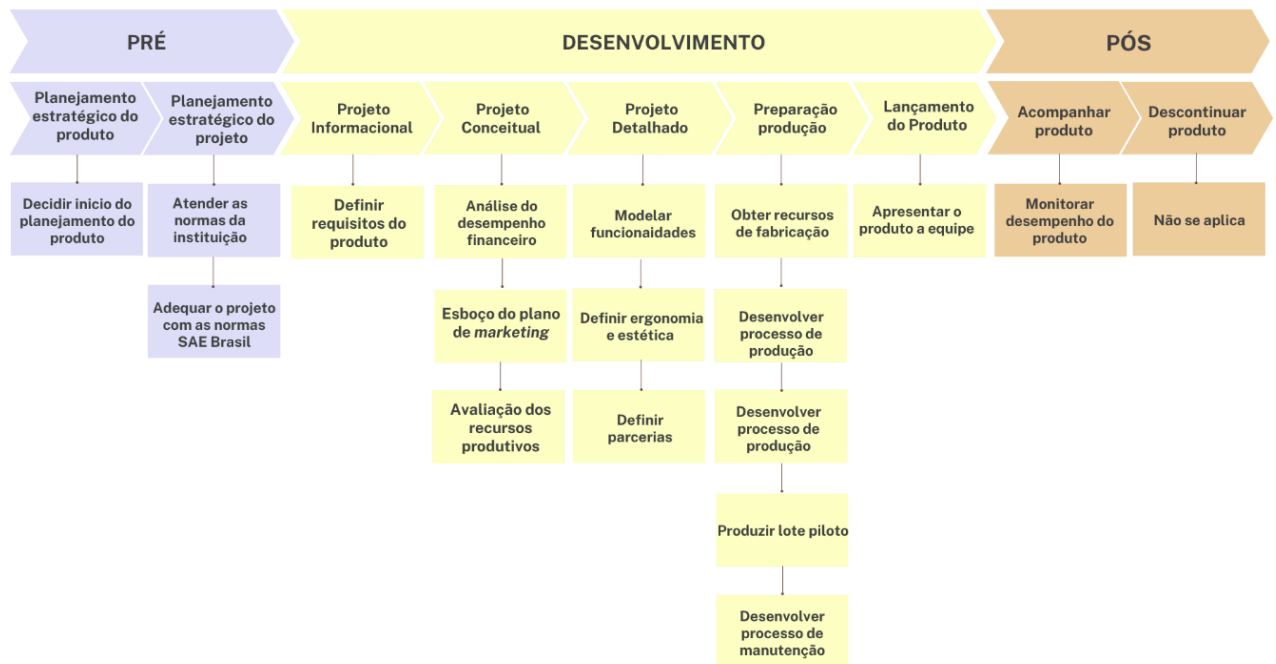 PRÉ
DESENVOLVIMENTO
PÓS
Planejamento
estratégico do
produto
Planejamento
estratégico do
projeto
Projeto
Informacional
Projeto
Conceitual
Projeto
Detalhado
Preparação
produção
Lançamento
do Produto
Acompanhar
produto
Descontinuar
produto
Decidir inicio do
planejamento do
produto
Atender as
normas da
instituição
Adequar o projeto
com as normas
SAE Brasil
Definir
requisitos do
produto
Análise do
desempenho
financeiro
Esboço do plano
de marketing
Avaliação dos
recursos
produtivos
Modelar
funcionaidades
Definir ergonomia
e estética
Definir
parcerias
Obter recursos
de fabricação
Desenvolver
processo de
produção
Desenvolver
processo de
produção
Produzir lote piloto
Desenvolver
processo de
manutenção
Apresentar o
produto a equipe
Monitorar
desempenho do
produto
Não se aplica